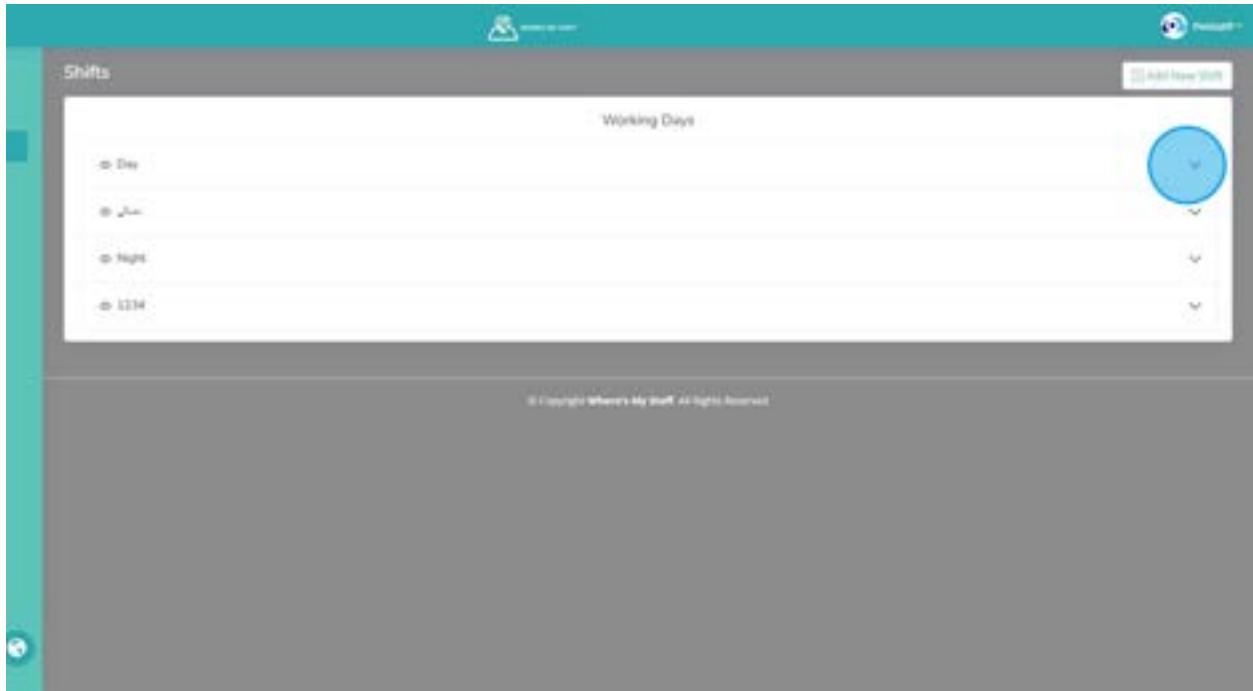 Shifts
Add New Shift
Working Days
Day
Night
1234
© Copyright Where's My Staff. All Rights Reserved